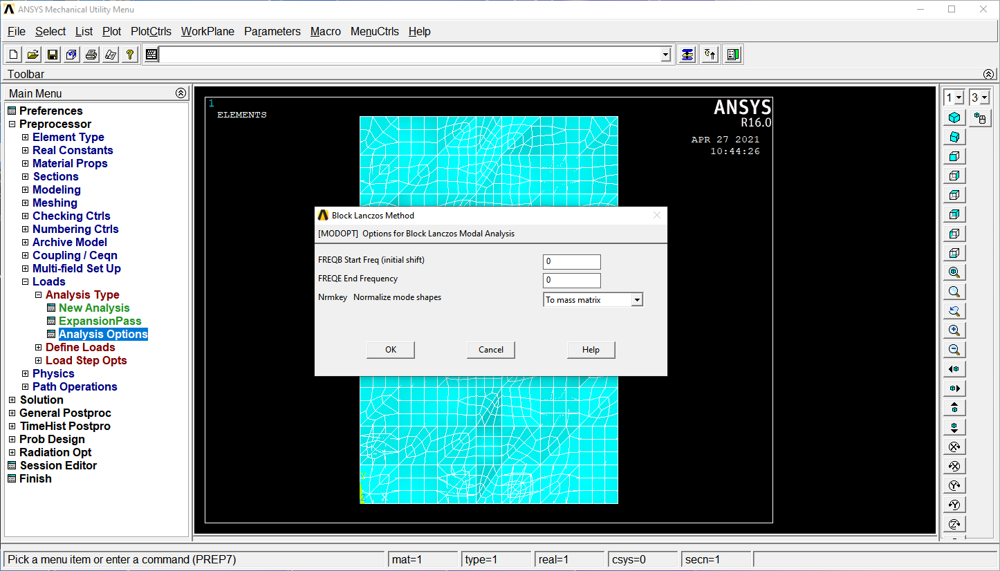 ANSYS Mechanical Utility Menu
File Select List Plot PlotCtrls WorkPlane Parameters Macro MenuCtrls Help
Toolbar
Main Menu
Preferences
Preprocessor
Element Type
Real Constants
Material Props
Sections
Modeling
Meshing
Checking Ctrls
Numbering Ctrls
Archive Model
Coupling / Ceqn
Multi-field Set Up
Loads
Analysis Type
New Analysis
ExpansionPass
Analysis Options
Define Loads
Load Step Opts
Physics
Path Operations
Solution
General Postproc
TimeHist Postpro
Prob Design
Radiation Opt
Session Editor
Finish
1
ELEMENTS
ANSYS
R16.0
APR 27 2021
10:44:26
Block Lanczos Method
[MODOPT] Options for Block Lanczos Modal Analysis
FREQB Start Freq (initial shift) 0
FREQE End Frequency 0
Nrmkey Normalize mode shapes To mass matrix
OK Cancel Help
Y
Z X
1 3
Pick a menu item or enter a command (PREP7) mat=1 type=1 real=1 csys=0 secn=1